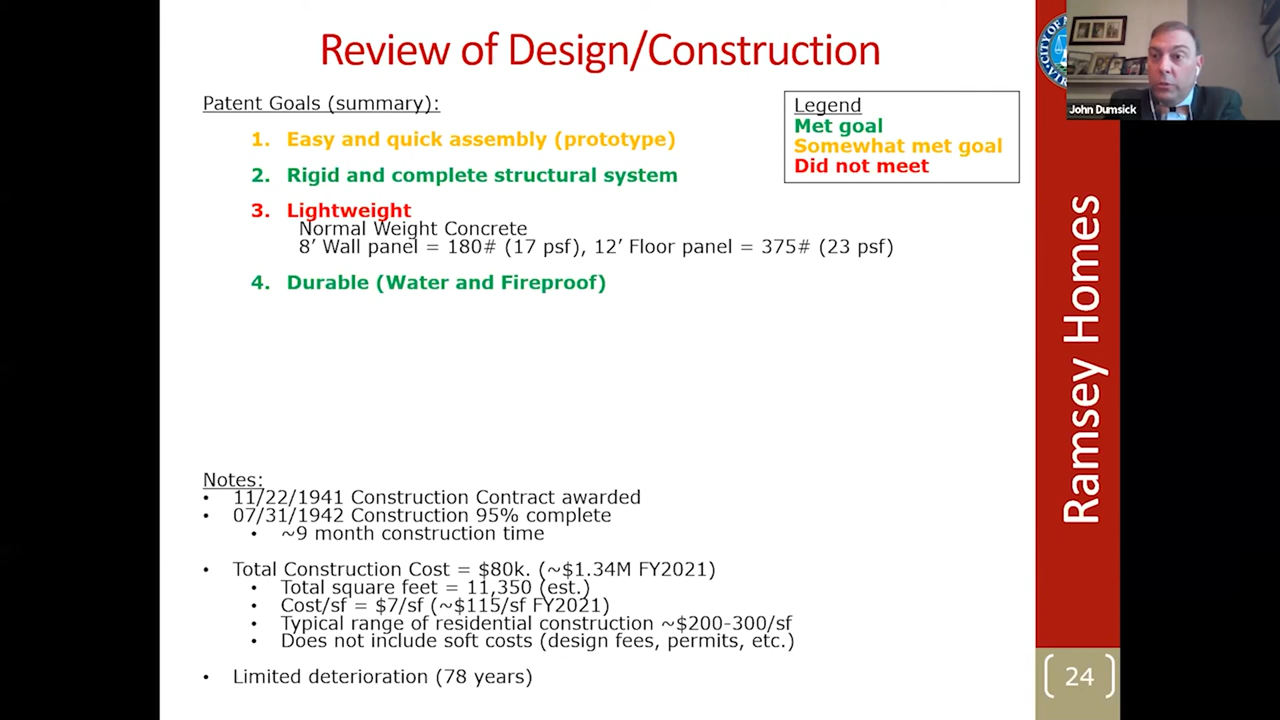 Review of Design/Construction
Patent Goals (summary):
1. Easy and quick assembly (prototype)
2. Rigid and complete structural system
3. Lightweight
Normal Weight Concrete
8' Wall panel = 180# (17 psf), 12' Floor panel = 375# (23 psf)
4. Durable (Water and Fireproof)
Legend
Met goal
Somewhat met goal
Did not meet
Notes:
• 11/22/1941 Construction Contract awarded
• 07/31/1942 Construction 95% complete
• ~9 month construction time
• Total Construction Cost = $80k. (~$1.34M FY2021)
• Total square feet = 11,350 (est.)
• Cost/sf = $7/sf (~$115/sf FY2021)
• Typical range of residential construction ~$200-300/sf
• Does not include soft costs (design fees, permits, etc.)
• Limited deterioration (78 years)
CITY OF
John Dumsick
Ramsey Homes
24